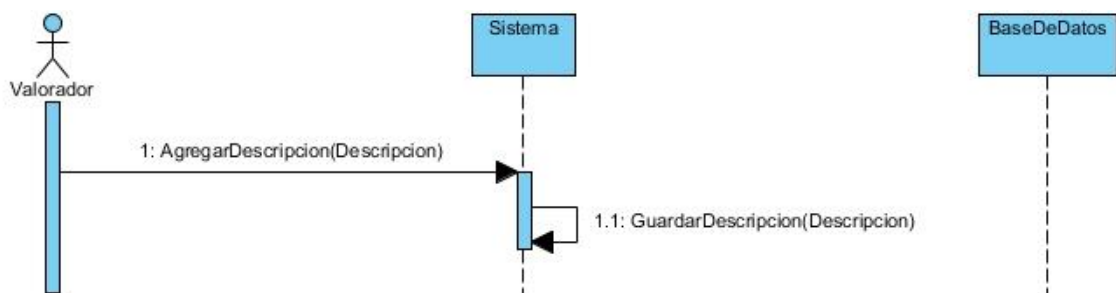 Sistema
BaseDeDatos
Valorador
1: AgregarDescripcion(Descripcion)
1.1: GuardarDescripcion(Descripcion)